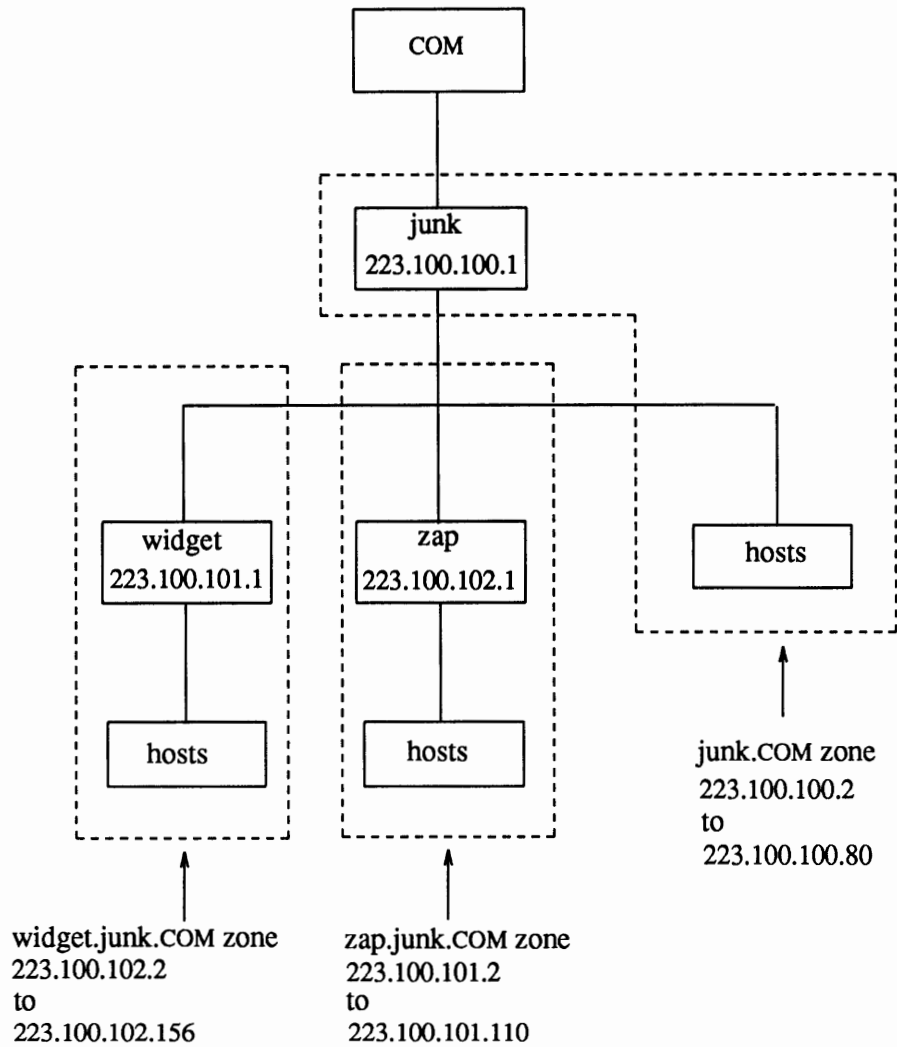 COM
junk
223.100.100.1
widget
223.100.101.1
zap
223.100.102.1
hosts
hosts
hosts
junk.COM zone
223.100.100.2
to
223.100.100.80
widget.junk.COM zone
223.100.102.2
to
223.100.102.156
zap.junk.COM zone
223.100.101.2
to
223.100.101.110